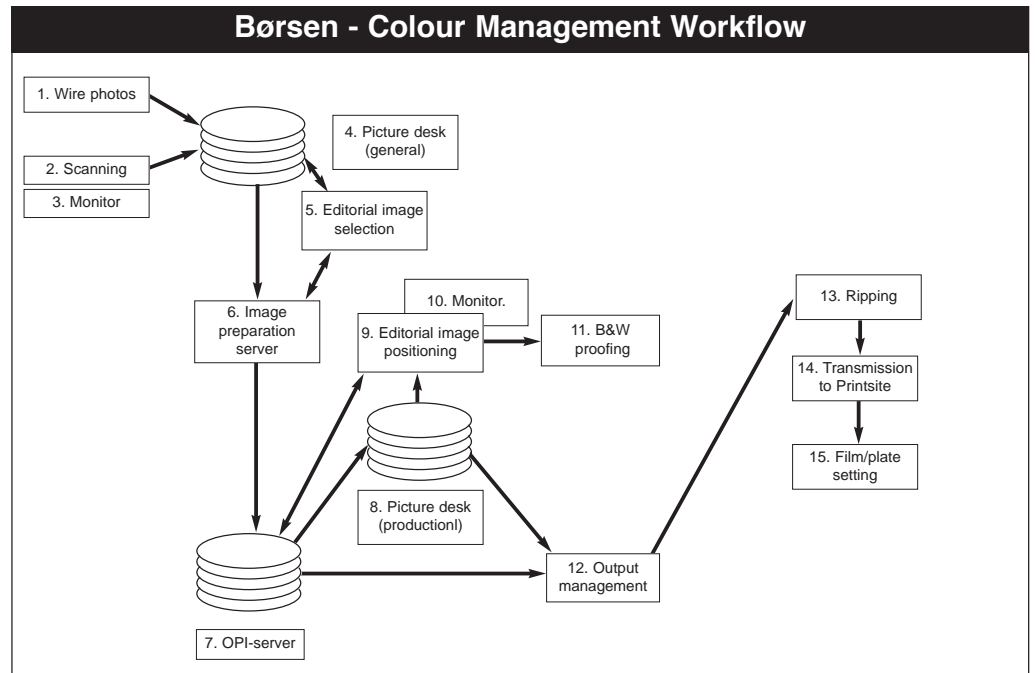 Børsen - Colour Management Workflow
1. Wire photos
2. Scanning
3. Monitor
4. Picture desk
(general)
5. Editorial image
selection
6. Image
preparation
server
10. Monitor.
9. Editorial image
positioning
11. B&W
proofing
8. Picture desk
(productionl)
7. OPI-server
12. Output
management
13. Ripping
14. Transmission
to Printsite
15. Film/plate
setting